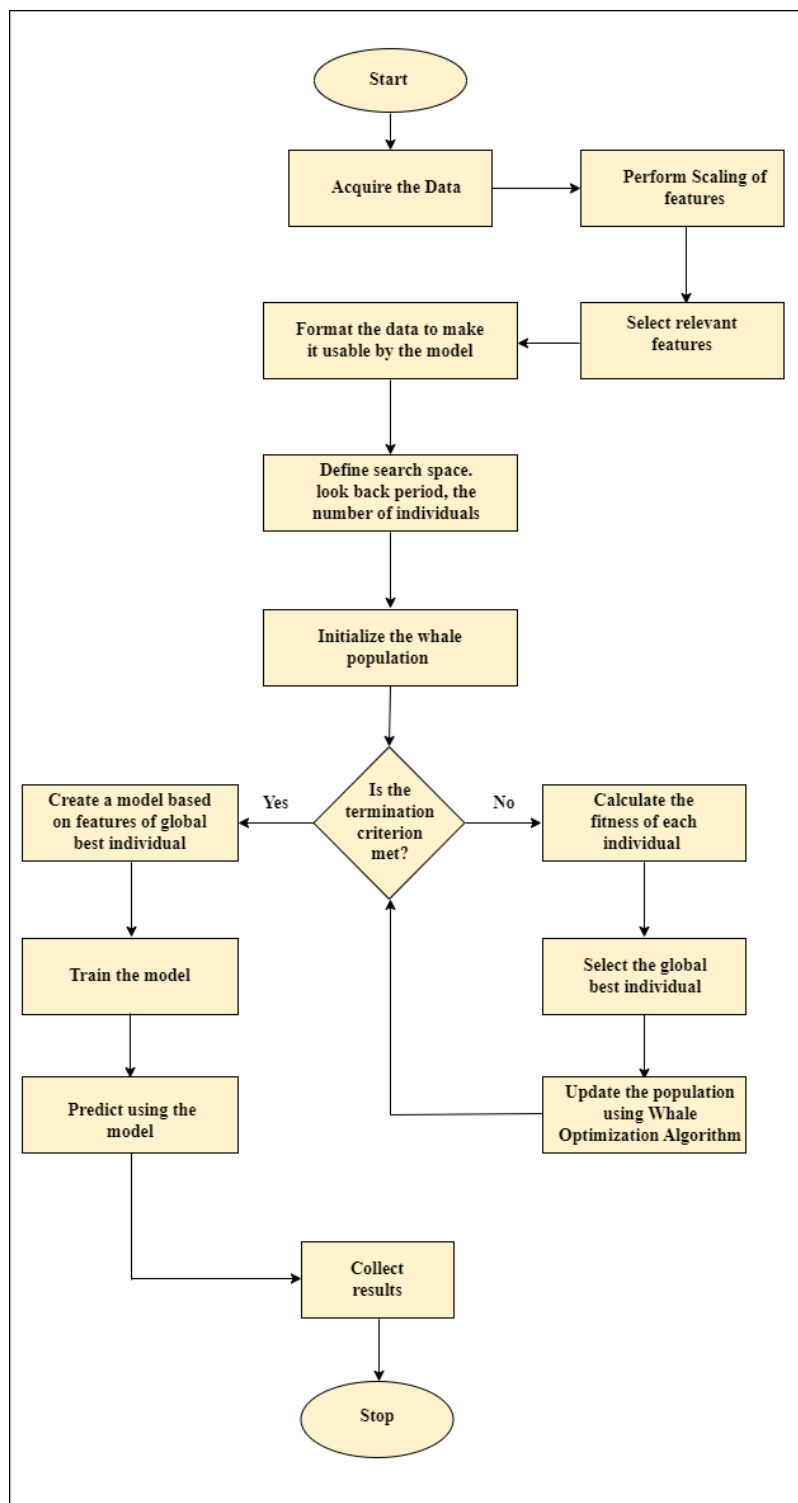 Start
Acquire the Data
Perform Scaling of
features
Select relevant
features
Format the data to make
it usable by the model
Define search space.
look back period, the
number of individuals
Initialize the whale
population
Is the
termination
criterion
met?
Yes
No
Create a model based
on features of global
best individual
Train the model
Predict using the
model
Calculate the
fitness of each
individual
Select the global
best individual
Update the population
using Whale
Optimization Algorithm
Collect
results
Stop